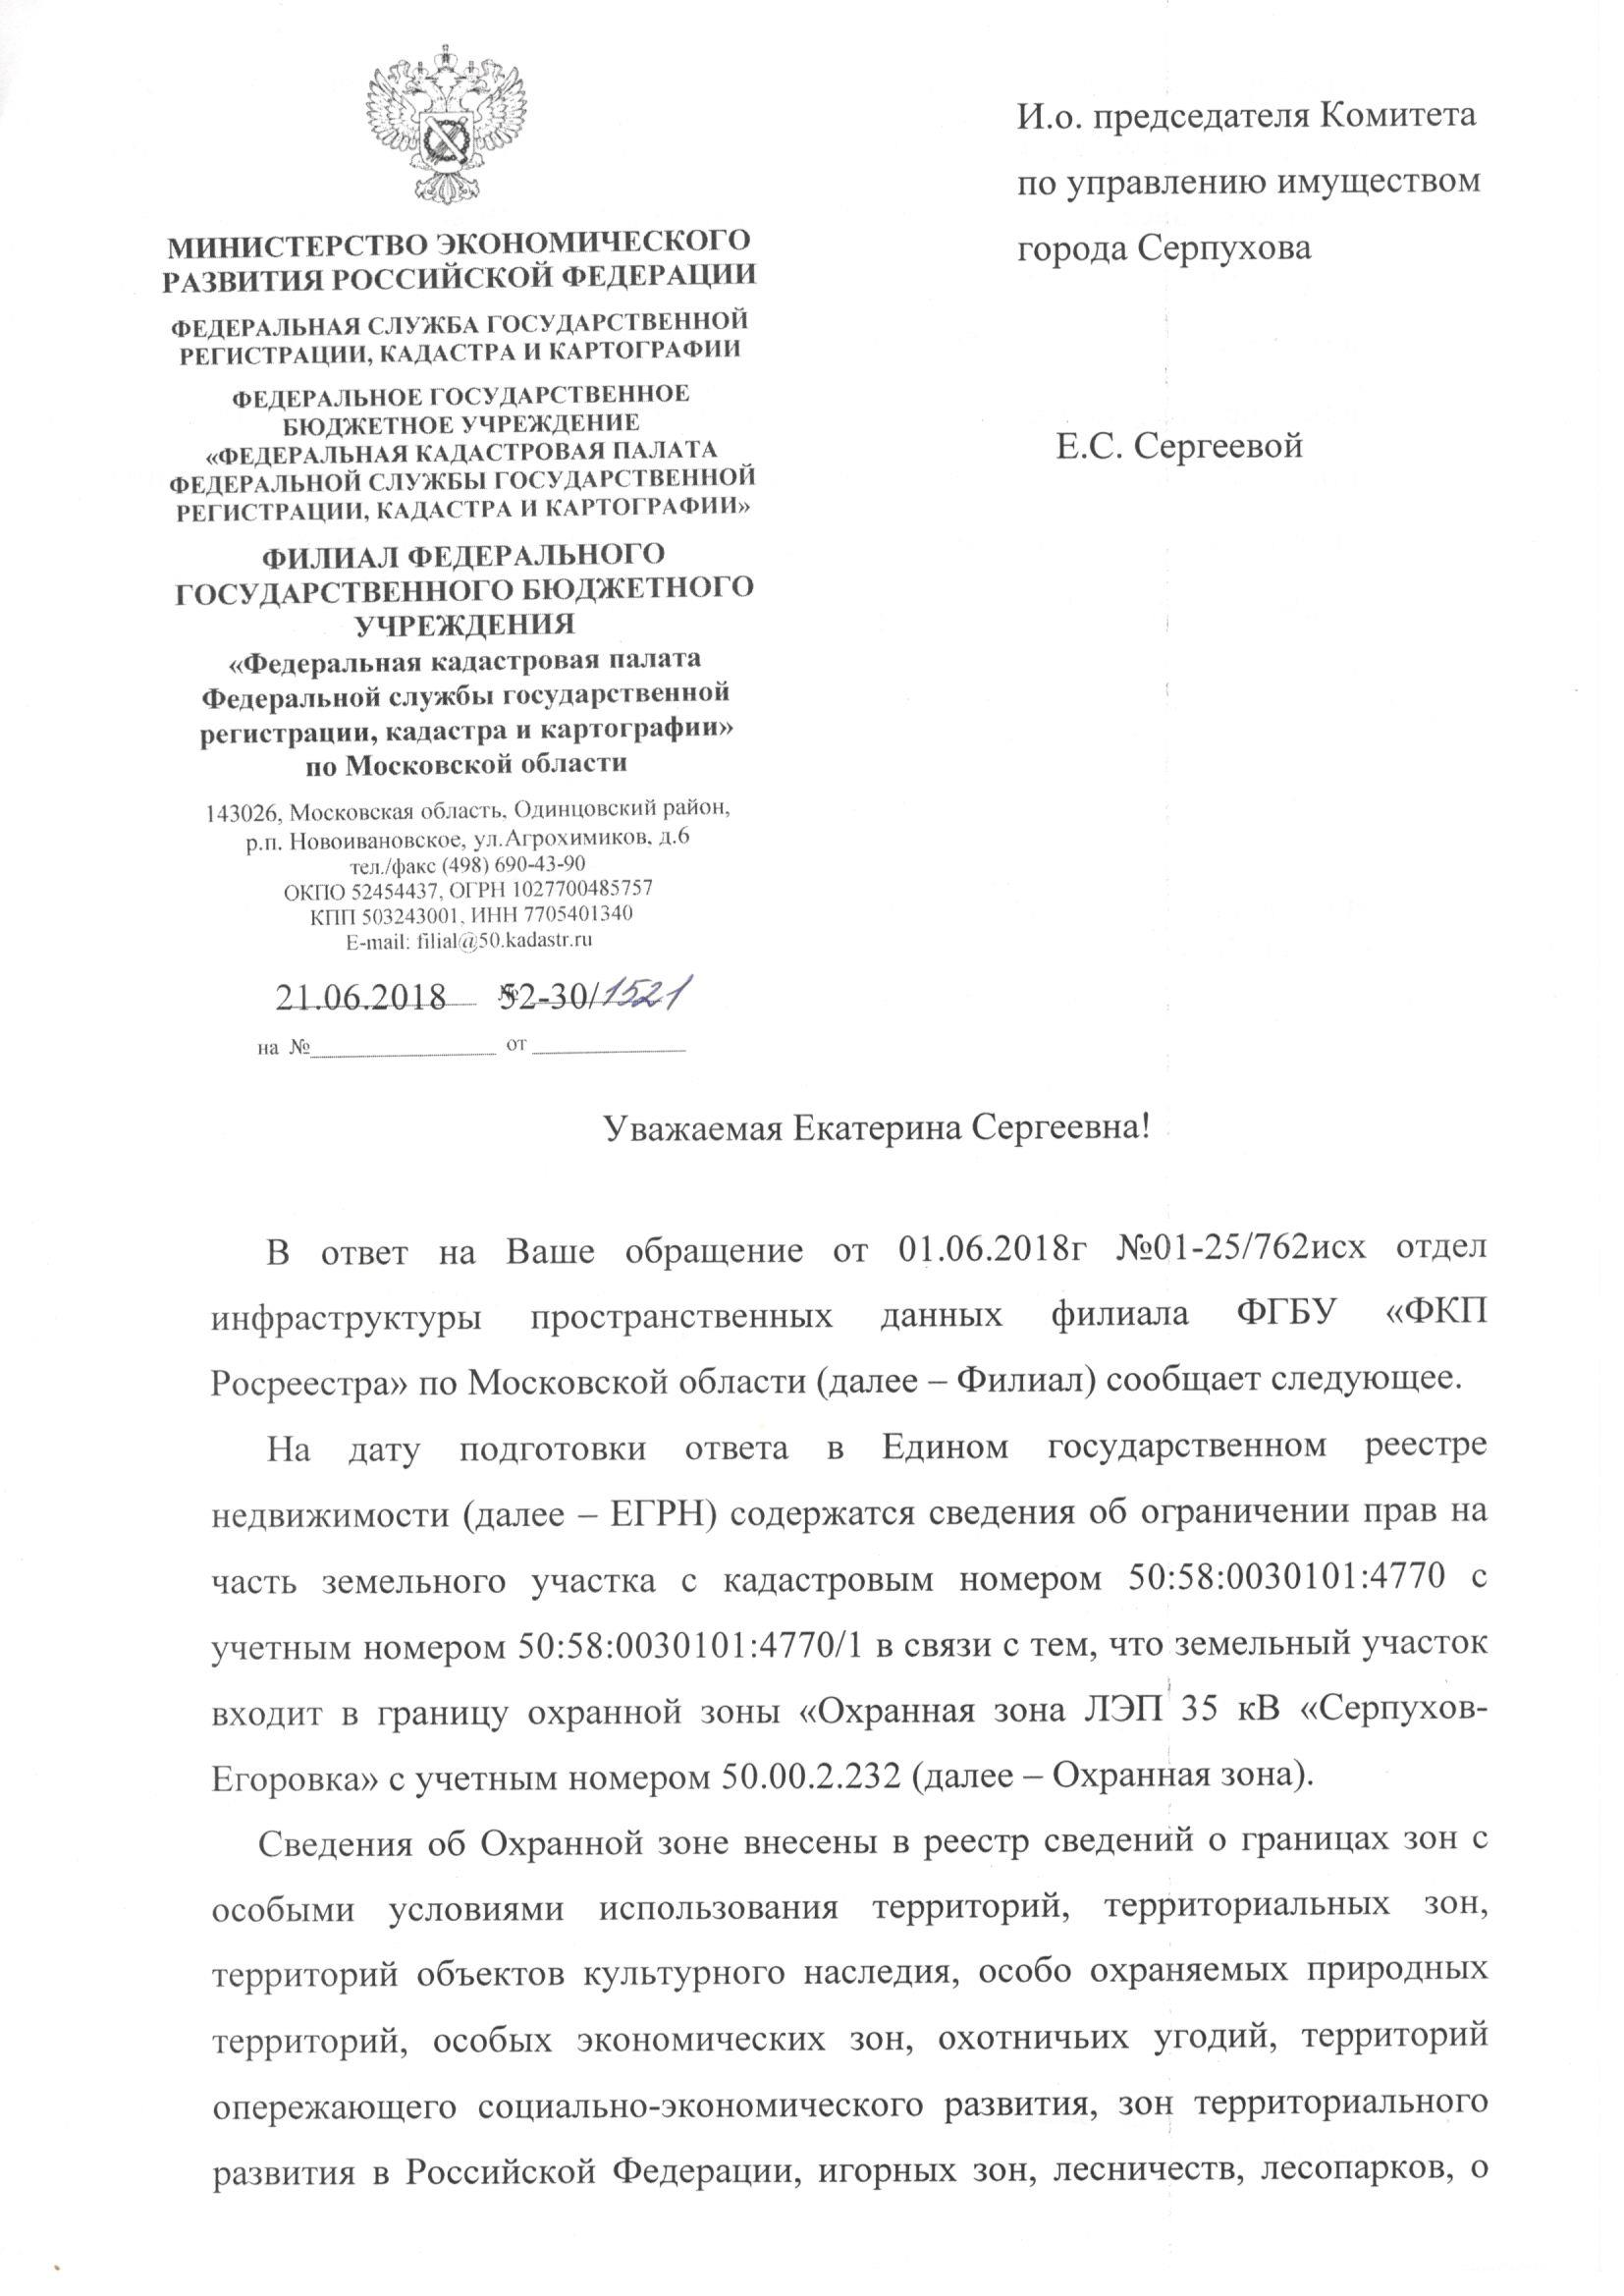 МИНИСТЕРСТВО ЭКОНОМИЧЕСКОГО
РАЗВИТИЯ РОССИЙСКОЙ ФЕДЕРАЦИИ
ФЕДЕРАЛЬНАЯ СЛУЖБА ГОСУДАРСТВЕННОЙ
РЕГИСТРАЦИИ, КАДАСТРА И КАРТОГРАФИИ
ФЕДЕРАЛЬНОЕ ГОСУДАРСТВЕННОЕ
БЮДЖЕТНОЕ УЧРЕЖДЕНИЕ
«ФЕДЕРАЛЬНАЯ КАДАСТРОВАЯ ПАЛАТА
ФЕДЕРАЛЬНОЙ СЛУЖБЫ ГОСУДАРСТВЕННОЙ
РЕГИСТРАЦИИ, КАДАСТРА И КАРТОГРАФИИ»
ФИЛИАЛ ФЕДЕРАЛЬНОГО
ГОСУДАРСТВЕННОГО БЮДЖЕТНОГО
УЧРЕЖДЕНИЯ
«Федеральная кадастровая палата
Федеральной службы государственной
регистрации, кадастра и картографии»
по Московской области
143026, Московская область, Одинцовский район,
р.п. Новоивановское, ул.Агрохимиков, д.6
тел./факс (498) 690-43-90
ОКПО 52454437, ОГРН 1027700485757
КПП 503243001, ИНН 7705401340
E-mail: filial@50.kadastr.ru
21.06.2018 № 52-30/1521
на №_______________ от _____________
И.о. председателя Комитета
по управлению имуществом
города Серпухова
Е.С. Сергеевой
Уважаемая Екатерина Сергеевна!
В ответ на Ваше обращение от 01.06.2018г №01-25/762исх отдел
инфраструктуры пространственных данных филиала ФГБУ «ФКП
Росреестра» по Московской области (далее – Филиал) сообщает следующее.
На дату подготовки ответа в Едином государственном реестре
недвижимости (далее – ЕГРН) содержатся сведения об ограничении прав на
часть земельного участка с кадастровым номером 50:58:0030101:4770 с
учетным номером 50:58:0030101:4770/1 в связи с тем, что земельный участок
входит в границу охранной зоны «Охранная зона ЛЭП 35 кВ «Серпухов-
Егоровка» с учетным номером 50.00.2.232 (далее – Охранная зона).
Сведения об Охранной зоне внесены в реестр сведений о границах зон с
особыми условиями использования территорий, территориальных зон,
территорий объектов культурного наследия, особо охраняемых природных
территорий, особых экономических зон, охотничьих угодий, территорий
опережающего социально-экономического развития, зон территориального
развития в Российской Федерации, игорных зон, лесничеств, лесопарков, о